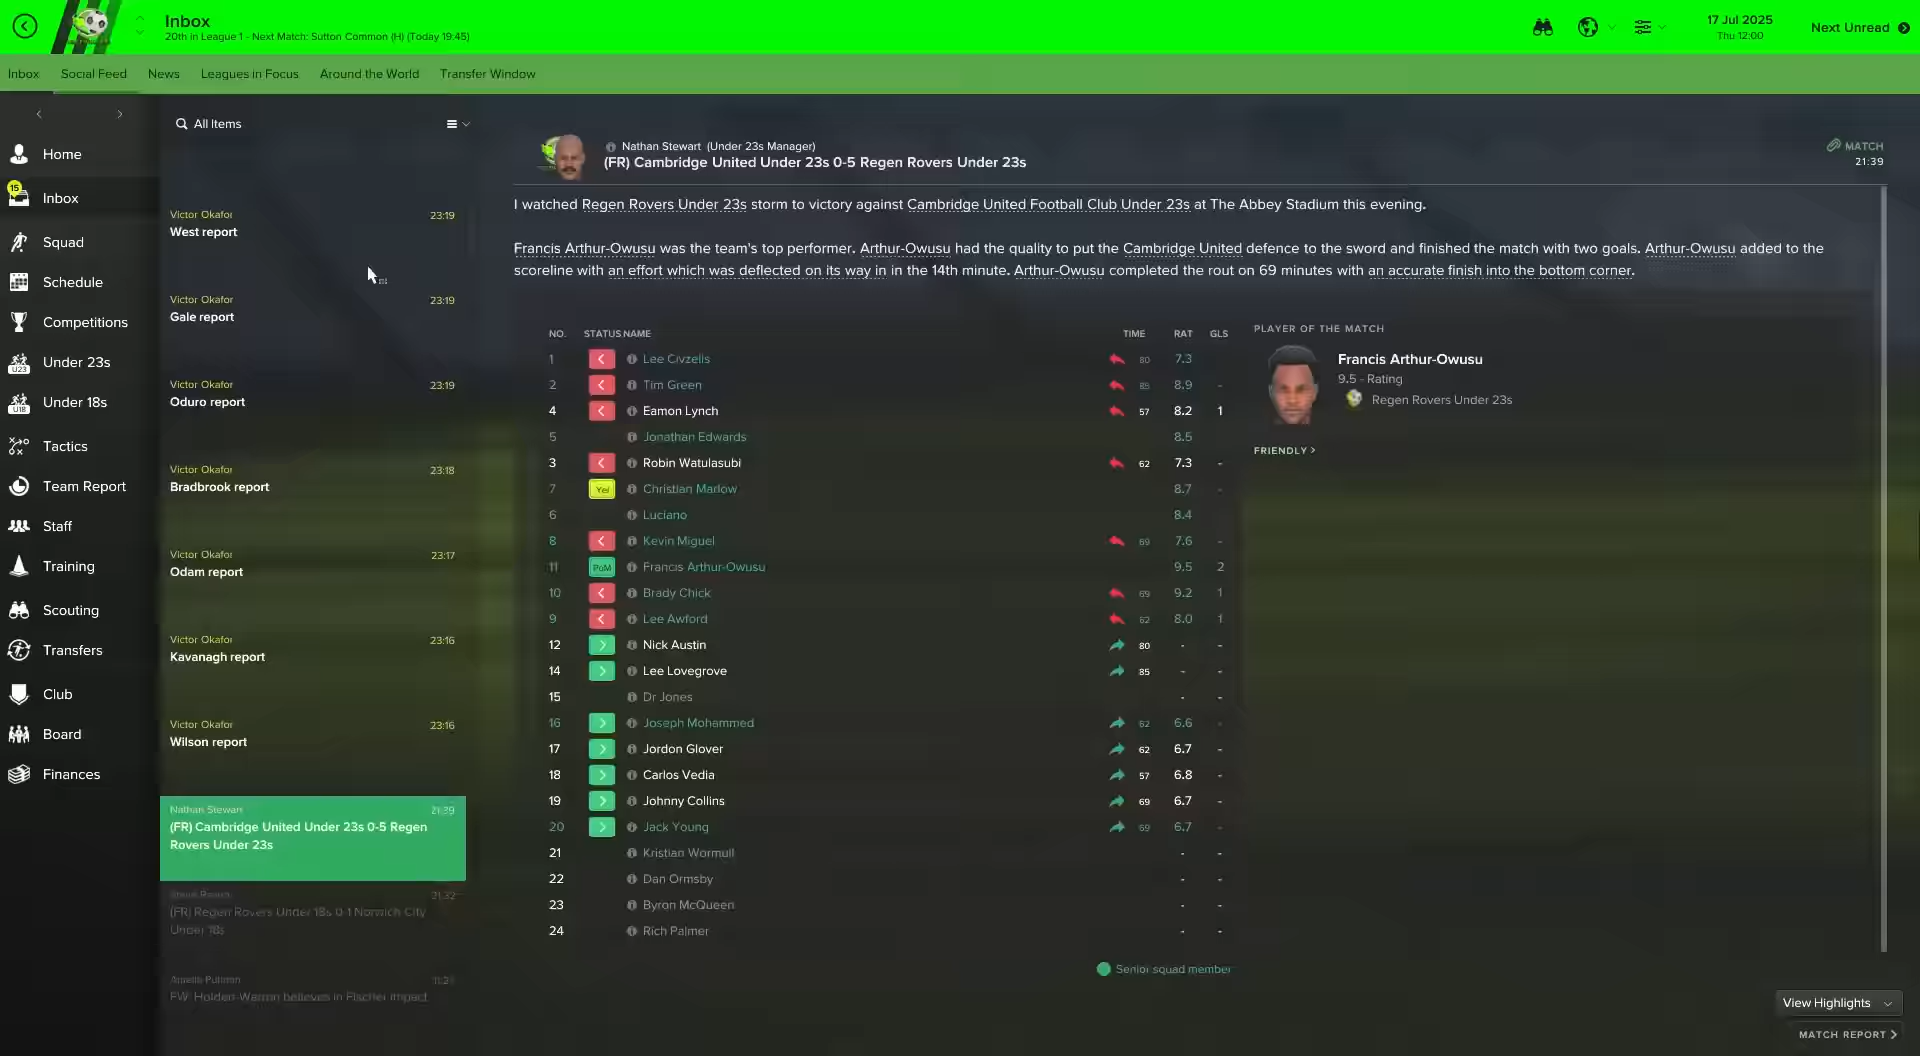 Inbox
20th in League 1 - Next Match: Sutton Common (H) (Today 19:45)
17 Jul 2025
Thu 12:00
Next Unread
Inbox
Social Feed
News
Leagues in Focus
Around the World
Transfer Window
Home
15
Inbox
Squad
Schedule
Competitions
U23
Under 23s
U18
Under 18s
Tactics
Team Report
Staff
Training
Scouting
Transfers
Club
Board
Finances
All Items
Victor Okafor 23:19
West report
Victor Okafor 23:19
Gale report
Victor Okafor 23:19
Oduro report
Victor Okafor 23:18
Bradbrook report
Victor Okafor 23:17
Odam report
Victor Okafor 23:16
Kavanagh report
Victor Okafor 23:16
Wilson report
Nathan Stewart 21:39
(FR) Cambridge United Under 23s 0-5 Regen
Rovers Under 23s
21:32
(FR) Regen Rovers Under 18s 0-1 Norwich City
Under 18s
FW: Holden-Warren believes in Fischer impact
Nathan Stewart (Under 23s Manager)
(FR) Cambridge United Under 23s 0-5 Regen Rovers Under 23s
MATCH
21:39
I watched Regen Rovers Under 23s storm to victory against Cambridge United Football Club Under 23s at The Abbey Stadium this evening.
Francis Arthur-Owusu was the team's top performer. Arthur-Owusu had the quality to put the Cambridge United defence to the sword and finished the match with two goals. Arthur-Owusu added to the
scoreline with an effort which was deflected on its way in in the 14th minute. Arthur-Owusu completed the rout on 69 minutes with an accurate finish into the bottom corner.
NO. STATUS NAME TIME RAT GLS
1 Lee Civzelis 80 7.3
2 Tim Green 85 8.9 -
4 Eamon Lynch 57 8.2 1
5 Jonathan Edwards 8.5
3 Robin Watulasubi 62 7.3 -
7 Yel Christian Marlow 8.7 -
6 Luciano 8.4
8 Kevin Miguel 69 7.6 -
11 PoM Francis Arthur-Owusu 9.5 2
10 Brady Chick 69 9.2 1
9 Lee Awford 62 8.0 1
12 Nick Austin 80 - -
14 Lee Lovegrove 85 - -
15 Dr Jones - -
16 Joseph Mohammed 62 6.6 -
17 Jordon Glover 62 6.7 -
18 Carlos Vedia 57 6.8 -
19 Johnny Collins 69 6.7 -
20 Jack Young 69 6.7 -
21 Kristian Wormull - -
22 Dan Ormsby - -
23 Byron McQueen - -
24 Rich Palmer - -
Senior squad member
PLAYER OF THE MATCH
Francis Arthur-Owusu
9.5 - Rating
Regen Rovers Under 23s
FRIENDLY >
View Highlights
MATCH REPORT >